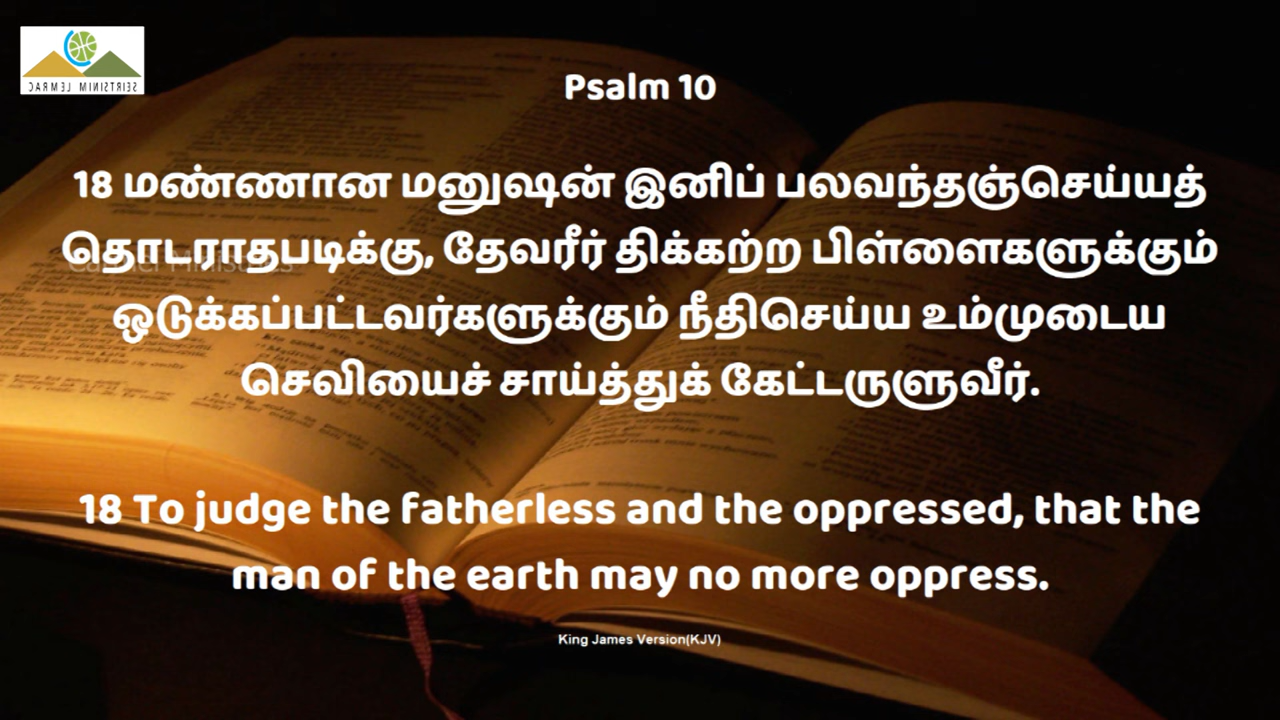 CARMEL MINISTRIES
Psalm 10
18 மண்ணான மனுஷன் இனிப் பலவந்தஞ்செய்யத்
தொடராதபடிக்கு, தேவரீர் திக்கற்ற பிள்ளைகளுக்கும்
ஒடுக்கப்பட்டவர்களுக்கும் நீதிசெய்ய உம்முடைய
செவியைச் சாய்த்துக் கேட்டருளுவீர்.
18 To judge the fatherless and the oppressed, that the
man of the earth may no more oppress.
King James Version(KJV)